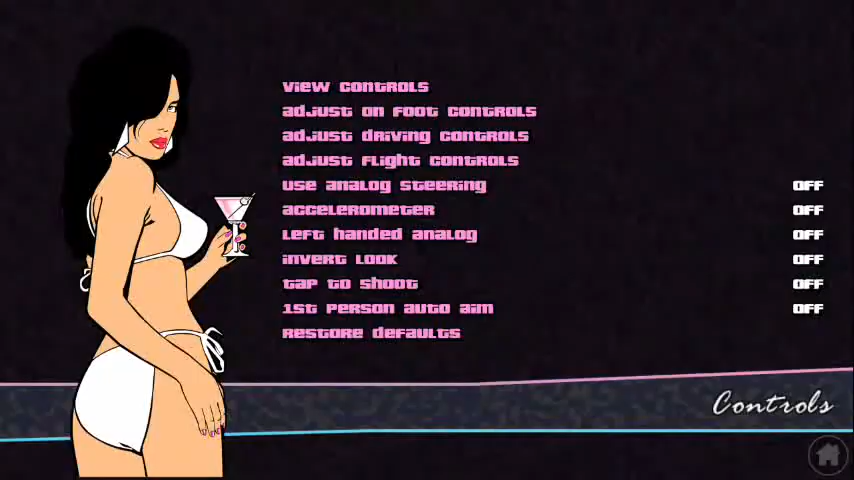 VIEW CONTROLS
ADJUST ON FOOT CONTROLS
ADJUST DRIVING CONTROLS
ADJUST FLIGHT CONTROLS
USE ANALOG STEERING OFF
ACCELEROMETER OFF
LEFT HANDED ANALOG OFF
INVERT LOOK OFF
TAP TO SHOOT OFF
1ST PERSON AUTO AIM OFF
RESTORE DEFAULTS
Controls